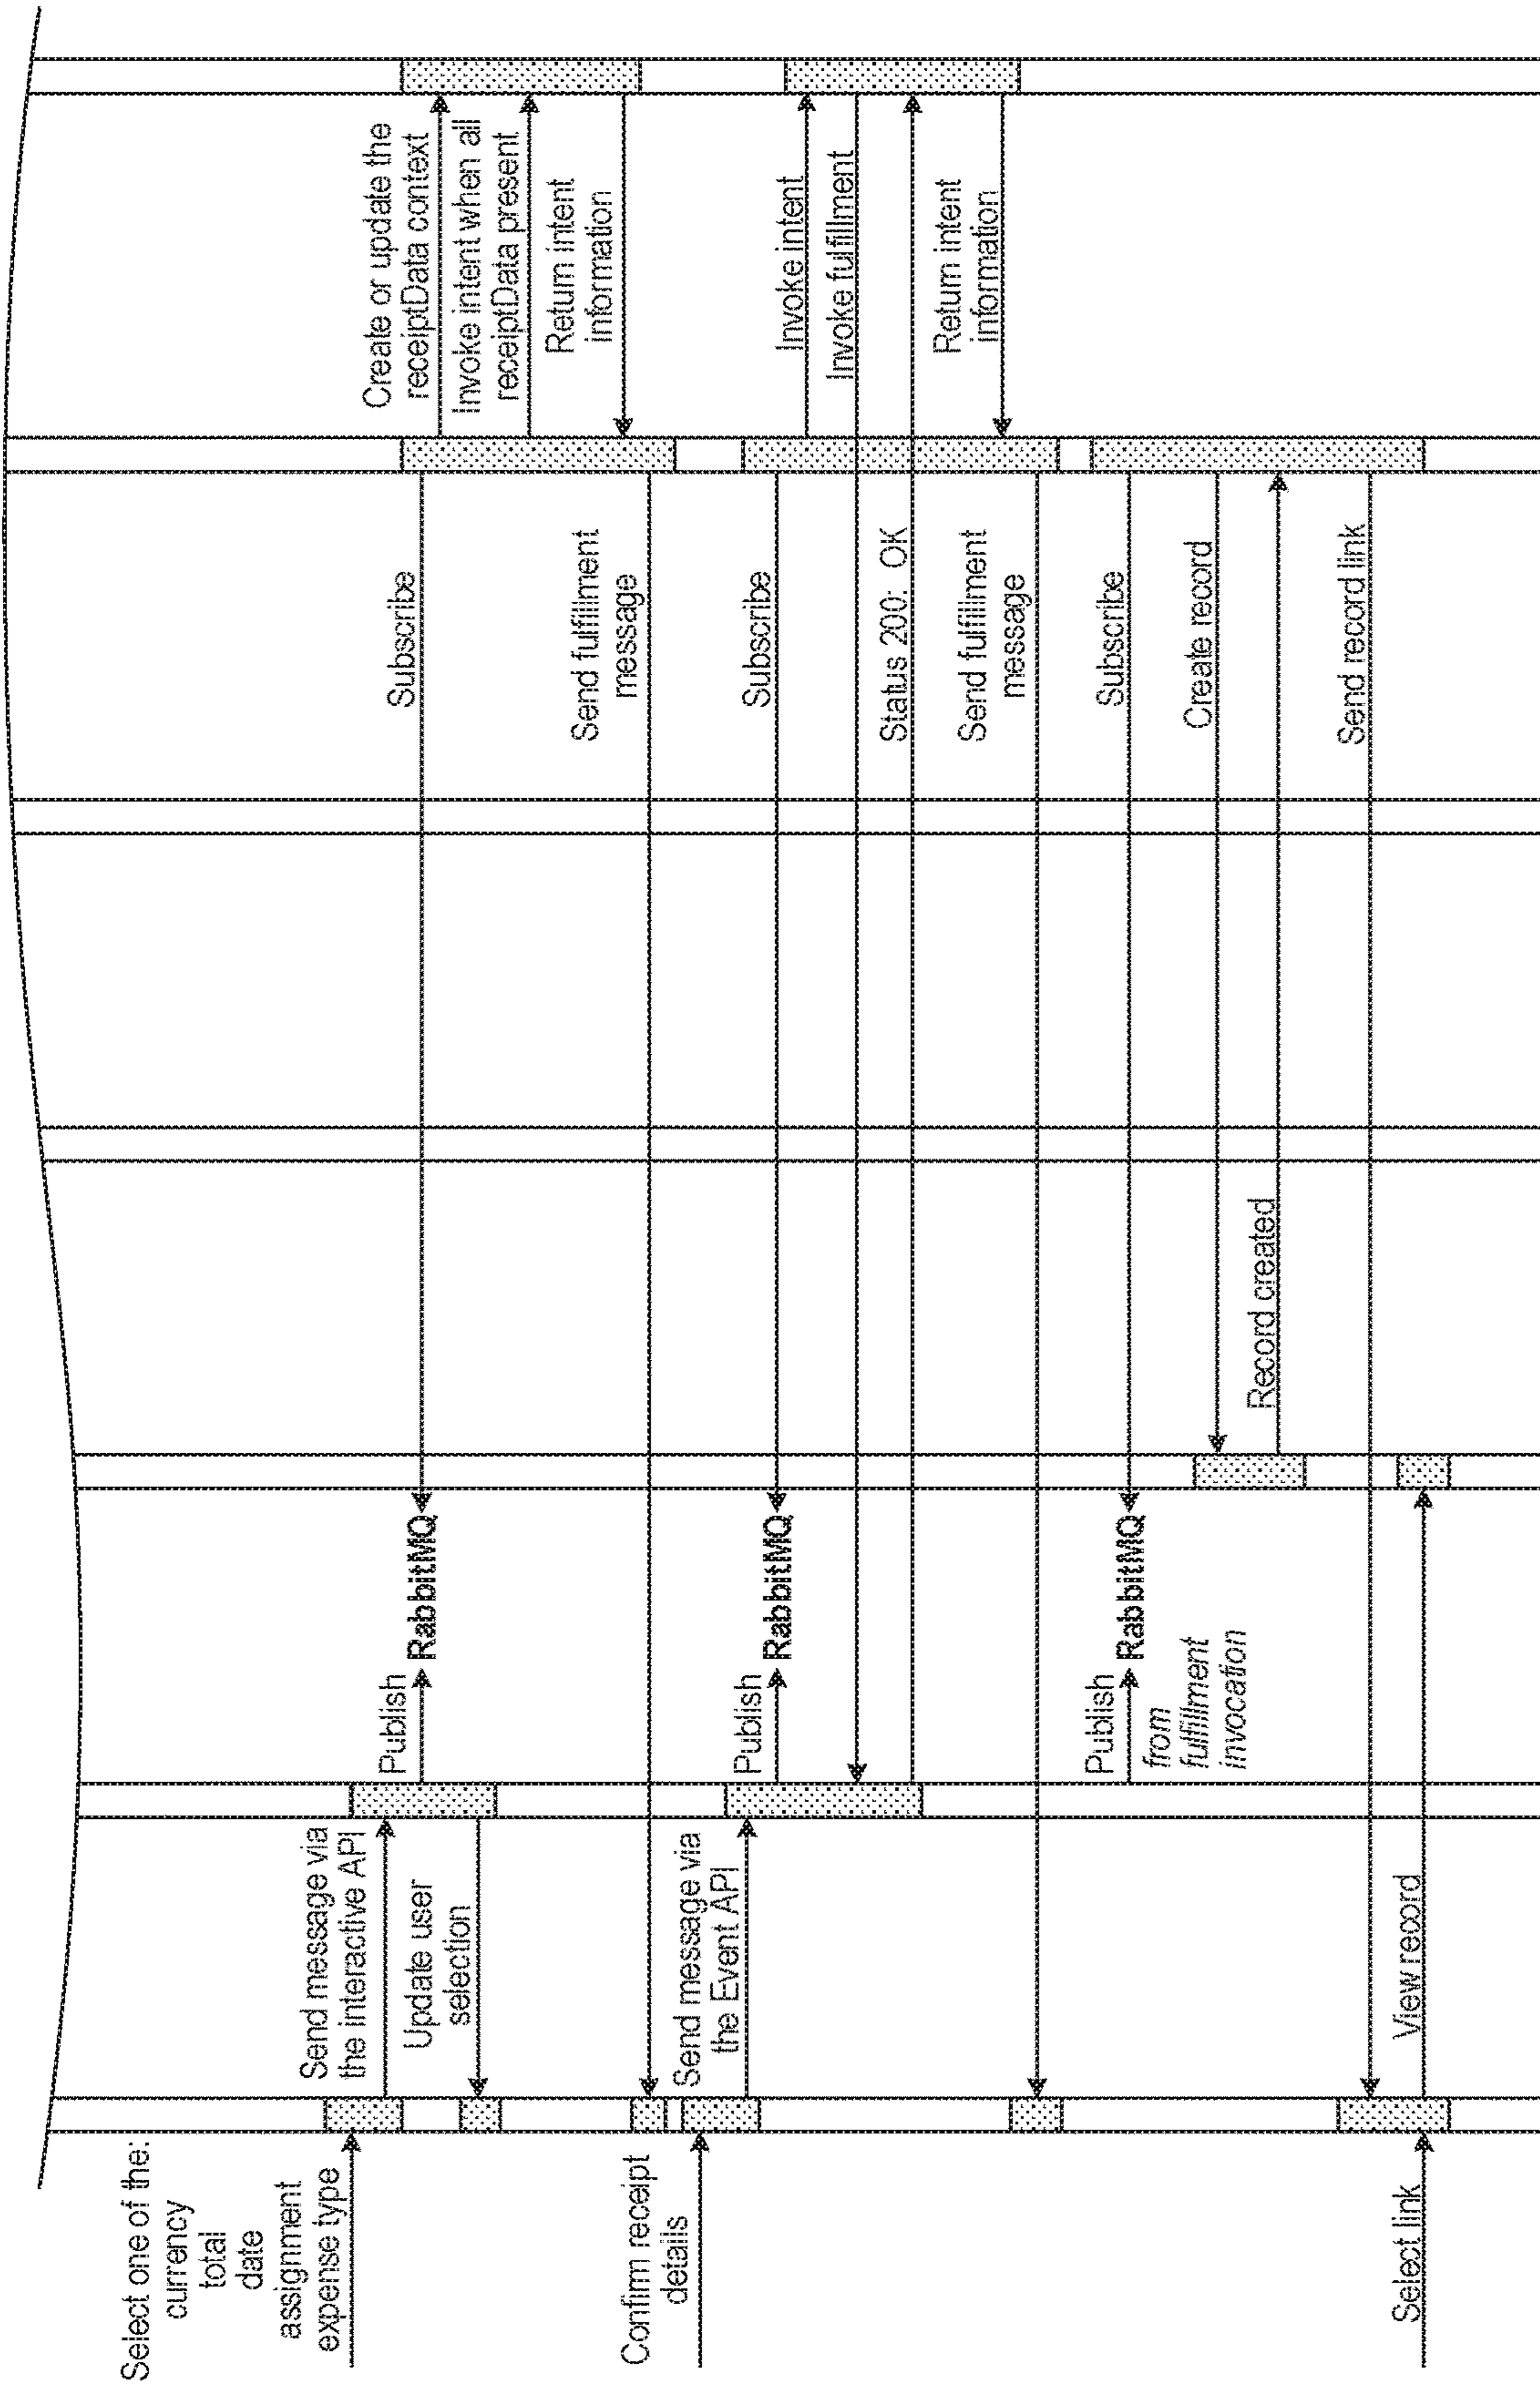 Select one of the:
currency
total
date
assignment
expense type
Send message via
the interactive API
Publish
RabbitMQ
Subscribe
Create or update the
receiptData context
Update user
selection
Invoke intent when all
receiptData present
Return intent
information
Send fulfillment
message
Confirm receipt
details
Send message via
the Event API
Publish
RabbitMQ
Subscribe
Invoke intent
Invoke fulfillment
Status 200: OK
Return intent
information
Send fulfillment
message
Publish
RabbitMQ
from
fulfillment
invocation
Subscribe
Create record
Record created
Send record link
Select link
View record